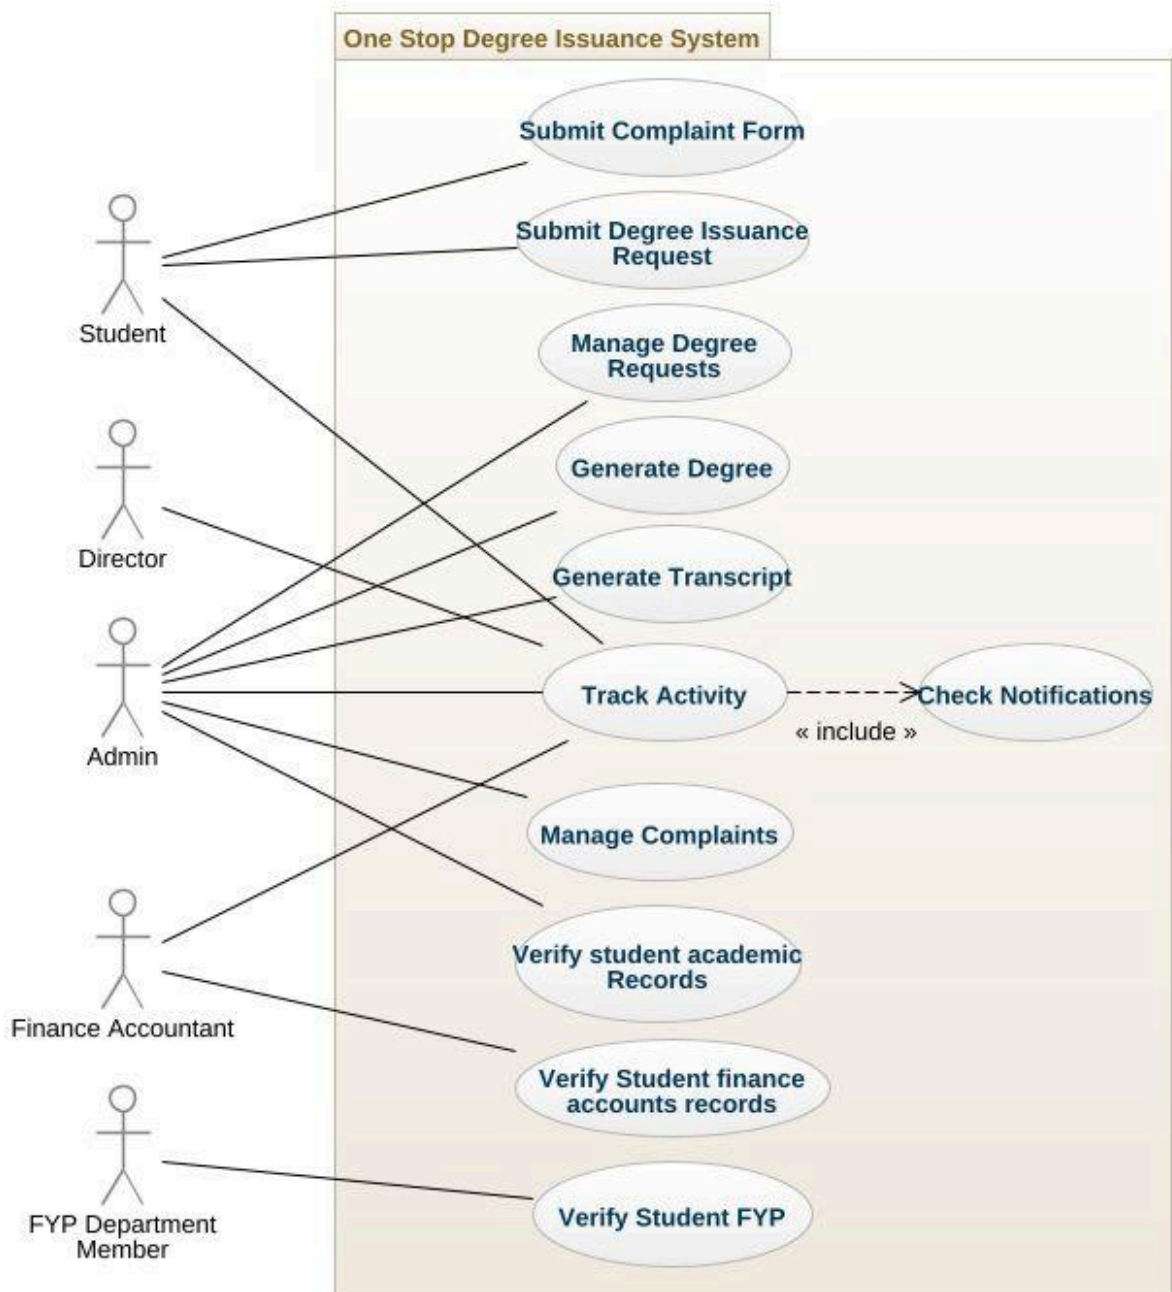 One Stop Degree Issuance System
Submit Complaint Form
Submit Degree Issuance
Request
Student
Manage Degree
Requests
Generate Degree
Director
Generate Transcript
Admin
Track Activity
« include »
Check Notifications
Manage Complaints
Verify student academic
Records
Finance Accountant
Verify Student finance
accounts records
FYP Department
Member
Verify Student FYP